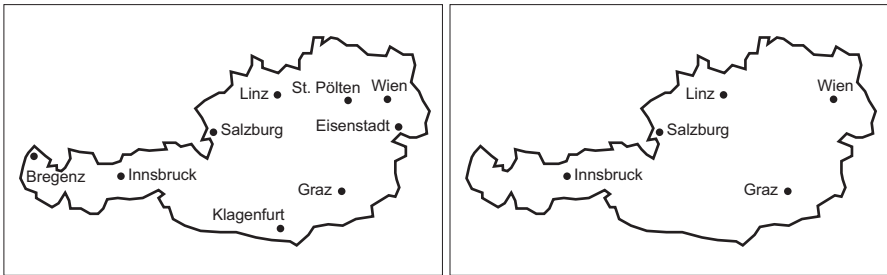 Linz
St. Pölten
Wien
Salzburg
Eisenstadt
Bregenz
Innsbruck
Graz
Klagenfurt
Linz
Wien
Salzburg
Innsbruck
Graz